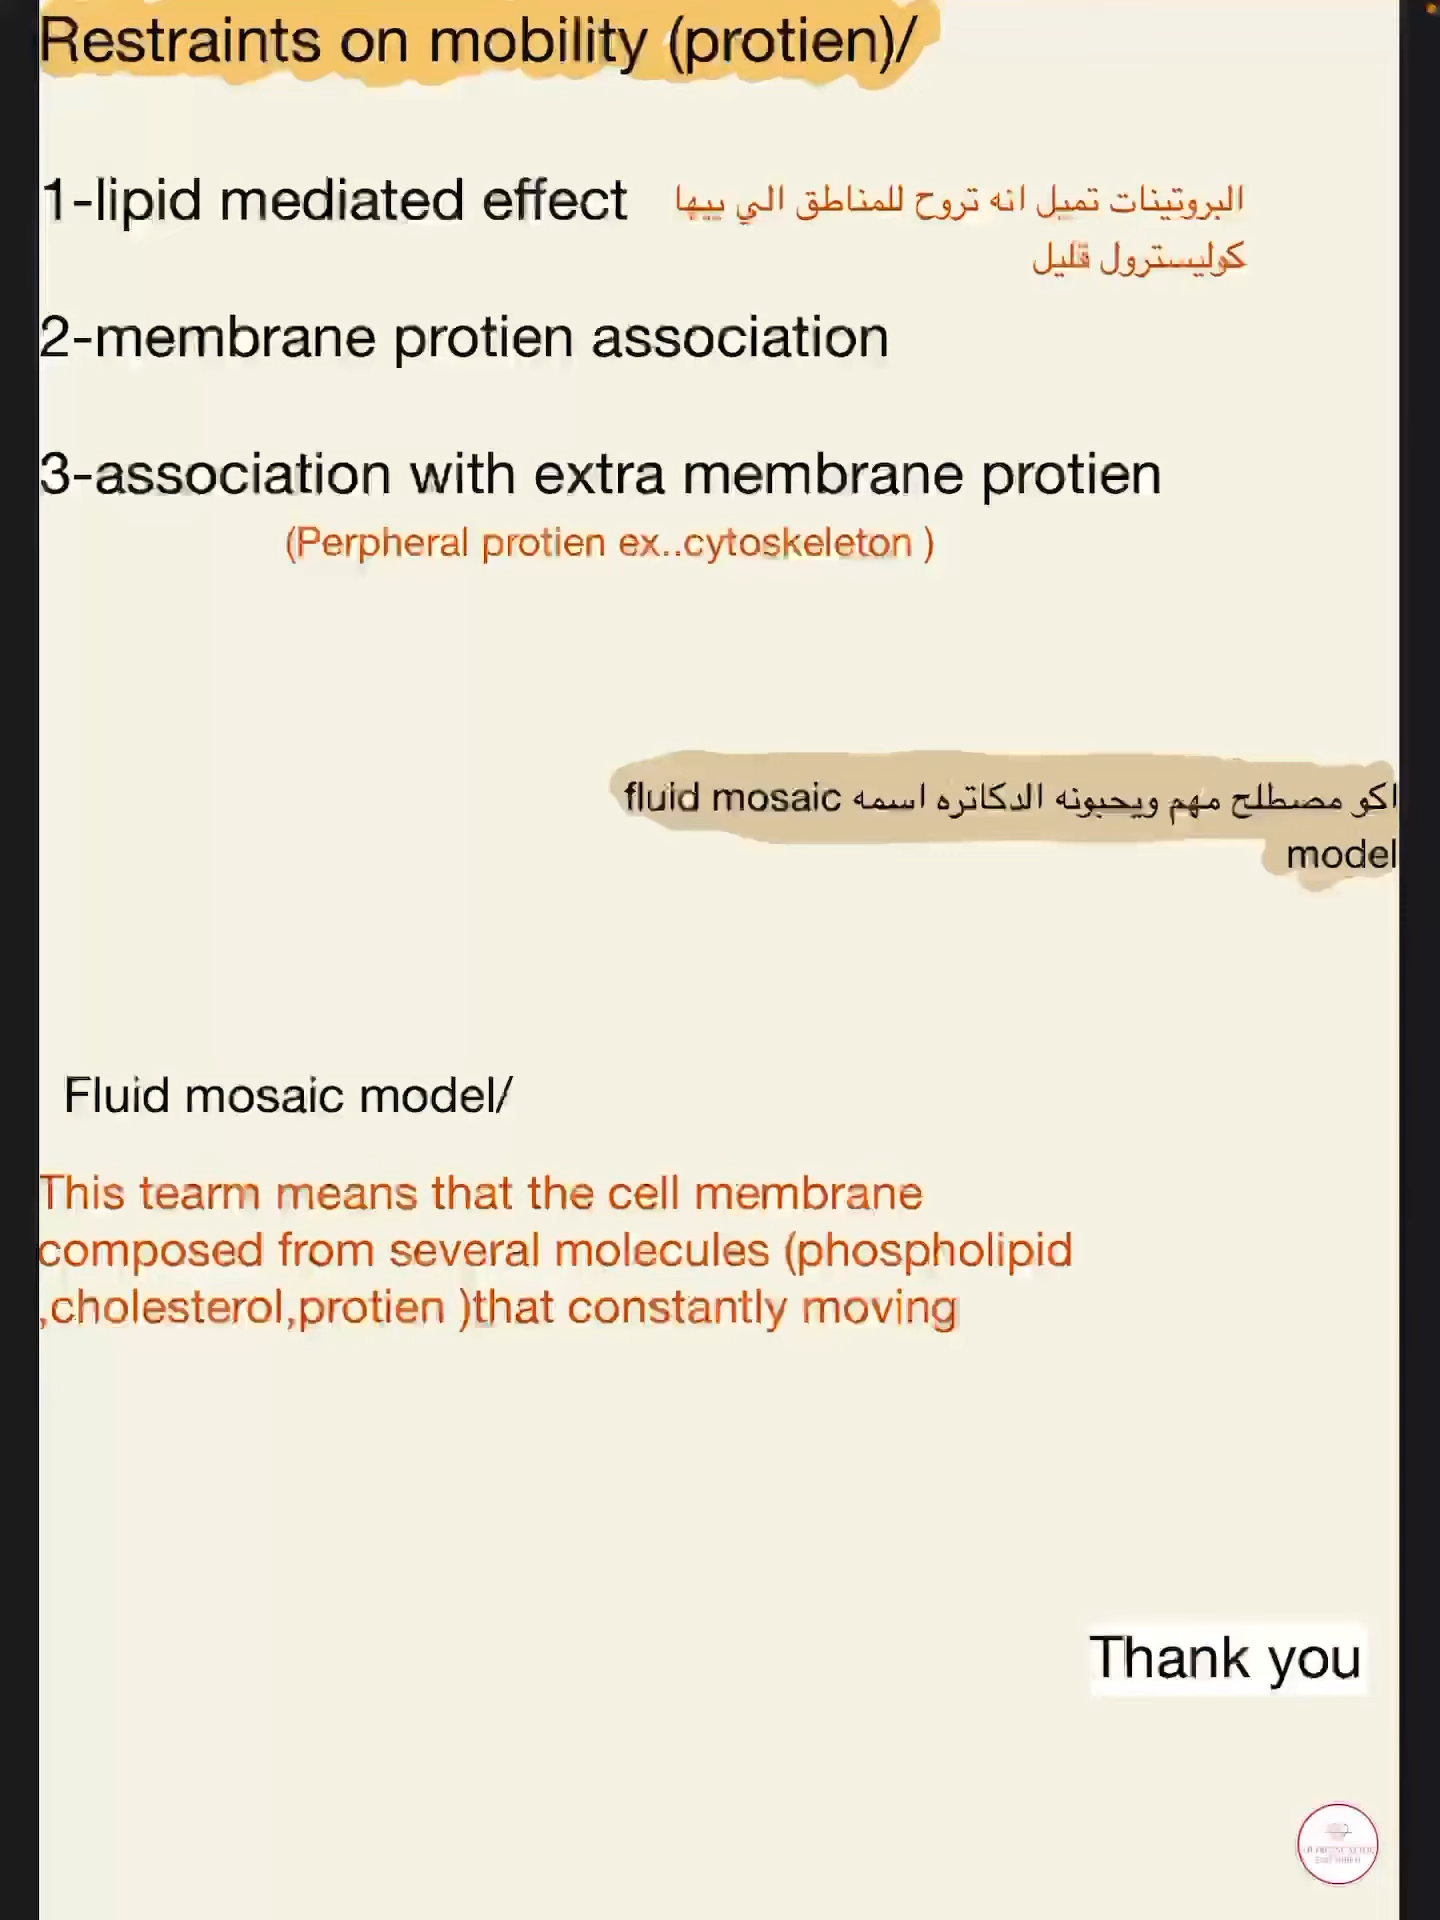 Restraints on mobility (protien)/
1-lipid mediated effect البروتينات تميل انه تروح للمناطق الي بيها
كوليسترول قليل
2-membrane protien association
3-association with extra membrane protien
(Perpheral protien ex..cytoskeleton )
اكو مصطلح مهم ويحبونه الدكاتره اسمه fluid mosaic
model
Fluid mosaic model/
This tearm means that the cell membrane
composed from several molecules (phospholipid
,cholesterol,protien )that constantly moving
Thank you